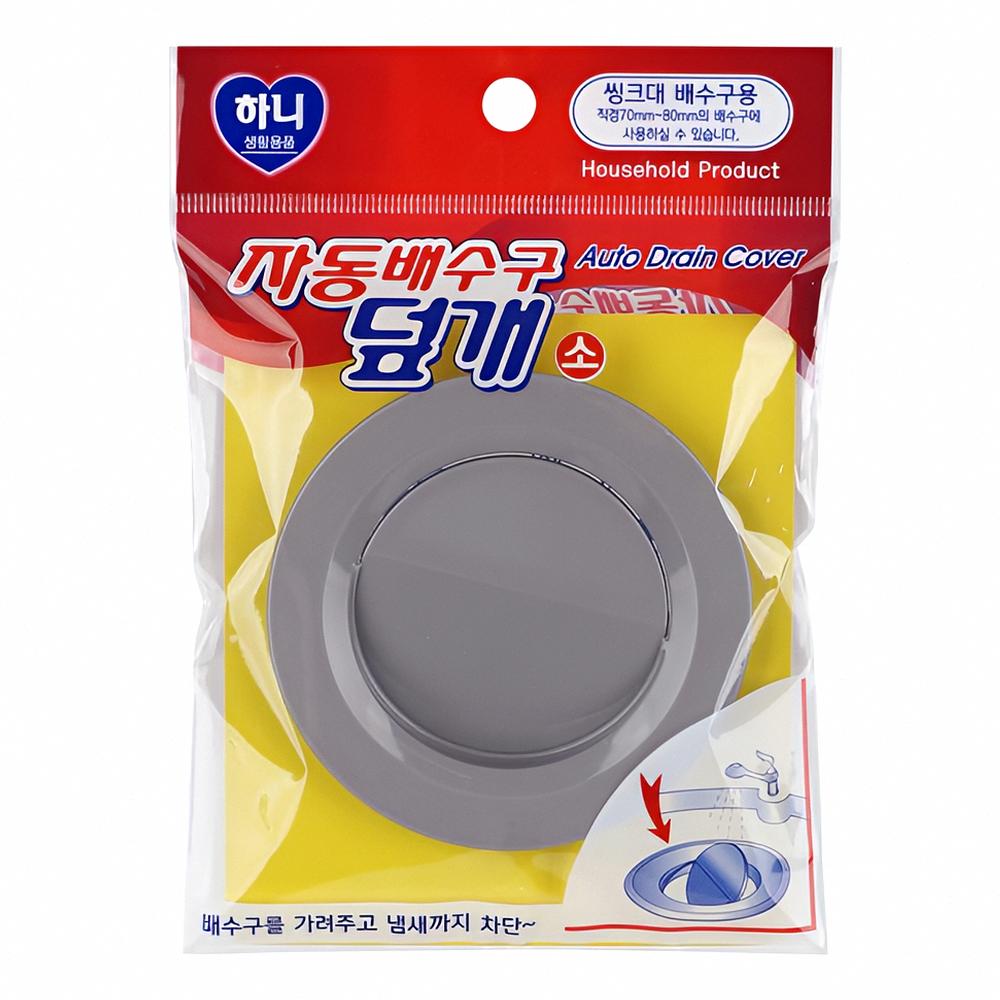 하니
생활용품
씽크대 배수구용
직경70mm~80mm의 배수구에
사용하실 수 있습니다.
Household Product
자동배수구
덮개
Auto Drain Cover
소
배수구를 가려주고 냄새까지 차단~